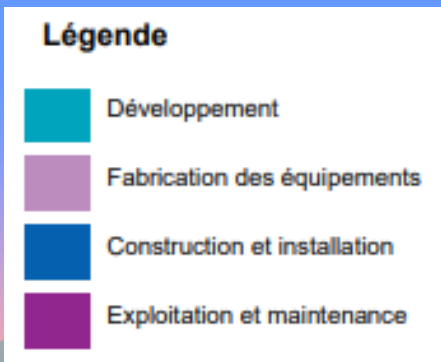 Légende
Développement
Fabrication des équipements
Construction et installation
Exploitation et maintenance